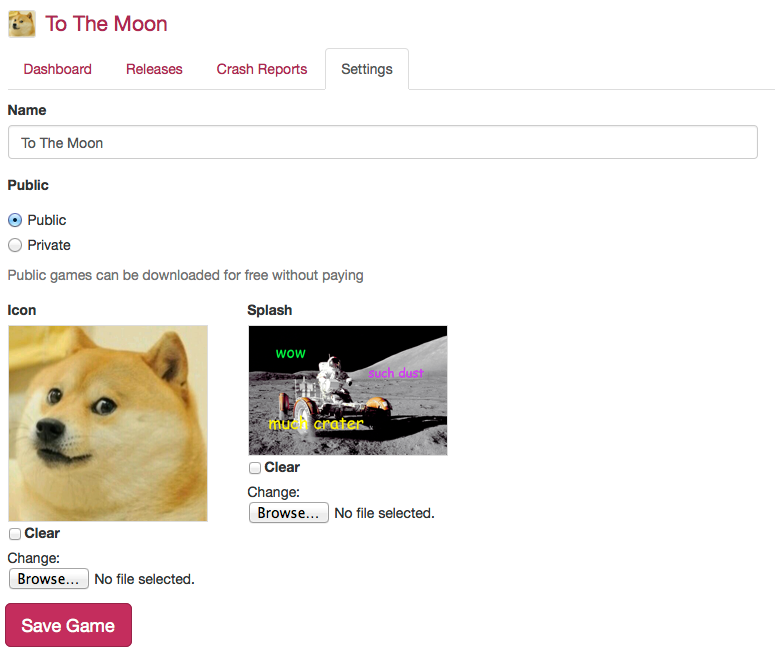 To The Moon
Dashboard Releases Crash Reports Settings
Name
To The Moon
Public
Public
Private
Public games can be downloaded for free without paying
Icon Splash
wow
such dust
much crater
Clear
Change:
Browse... No file selected.
Clear
Change:
Browse... No file selected.
Save Game